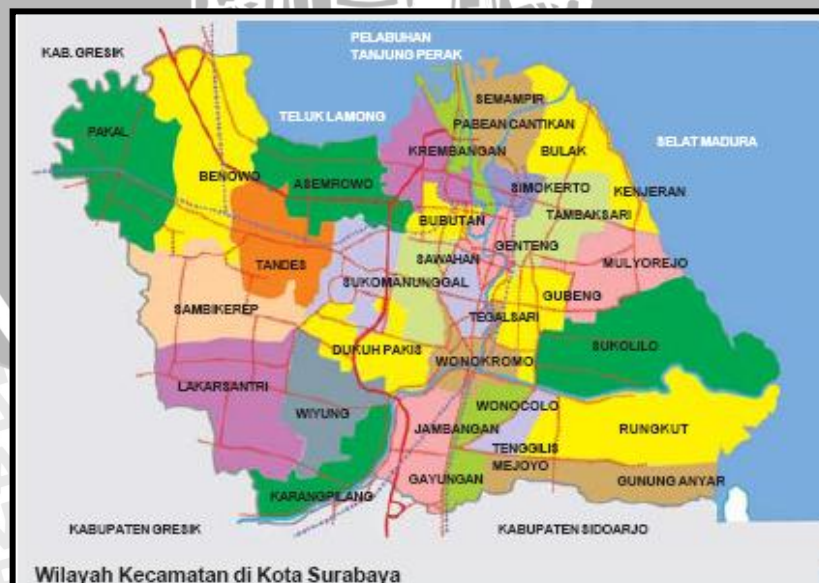 KAB. GRESIK
PELABUHAN
TANJUNG PERAK
TELUK LAMONG
SEMAMPIR
PABEAN CANTIKAN
SELAT MADURA
PAKAL
KREMBANGAN
BULAK
BENOWO
ASEMROWO
SIMOKERTO
KENJERAN
BUBUTAN
TAMBAKSARI
GENTENG
TANDES
SAWAHAN
MULYOREJO
SUKOMANUNGGAL
GUBENG
SAMBIKEREP
TEGALSARI
DUKUH PAKIS
WONOKROMO
SUKOLILO
LAKARSANTRI
WIYUNG
WONOCOLO
JAMBANGAN
RUNGKUT
TENGGILIS
MEJOYO
GAYUNGAN
GUNUNG ANYAR
KARANGPILANG
KABUPATEN GRESIK
KABUPATEN SIDOARJO
Wilayah Kecamatan di Kota Surabaya